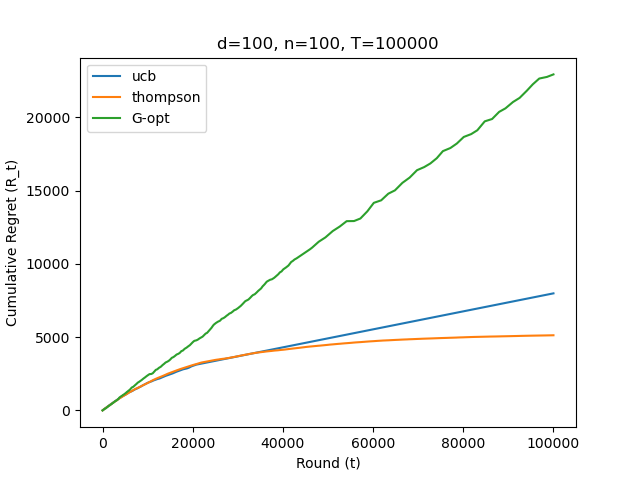 d=100, n=100, T=100000
ucb
thompson
G-opt
Cumulative Regret (R_t)
20000
15000
10000
5000
0
0 20000 40000 60000 80000 100000
Round (t)